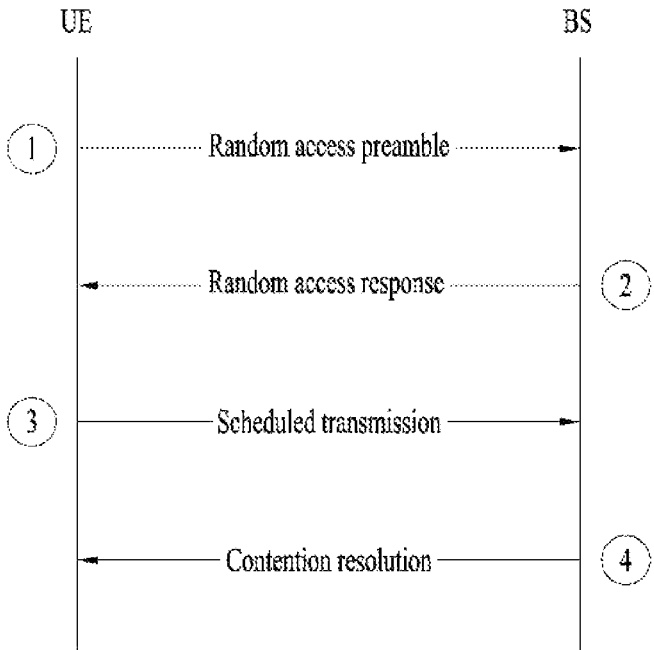 UE
BS
1
Random access preamble
Random access response
2
3
Scheduled transmission
Contention resolution
4